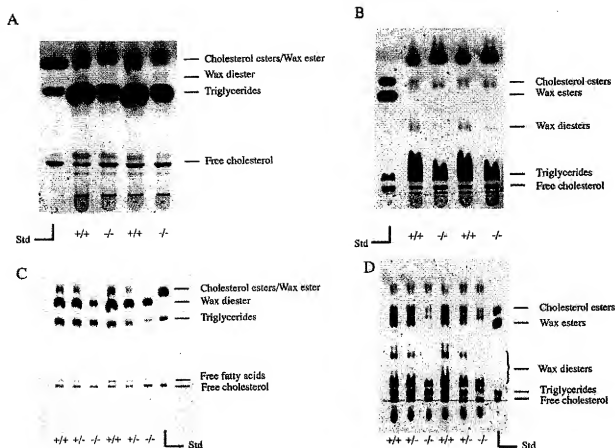 A
Cholesterol esters/Wax ester
Wax diester
Triglycerides
Free cholesterol
Std
+/+ -/- +/+ -/-
B
Cholesterol esters
Wax esters
Wax diesters
Triglycerides
Free cholesterol
Std
+/+ -/- +/+ -/-
C
Cholesterol esters/Wax ester
Wax diester
Triglycerides
Free fatty acids
Free cholesterol
+/+ +/- -/- +/+ +/- -/-
Std
D
Cholesterol esters
Wax esters
Wax diesters
Triglycerides
Free cholesterol
+/+ +/- -/- +/+ +/- -/-
Std